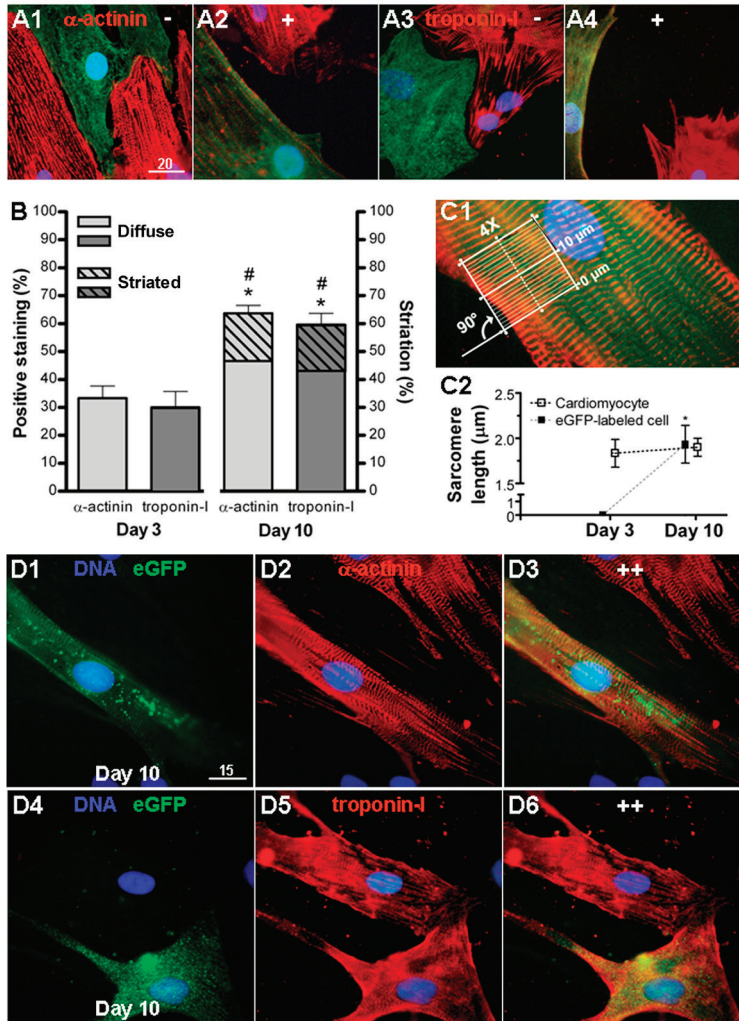 A1 α-actinin -
A2 +
A3 troponin-I -
A4 +
20
B
Positive staining (%)
100
90
80
70
60
50
40
30
20
10
0
Diffuse
Striated
#
*
#
*
100
90
80
70
60
50
40
30
20
10
0
Striation (%)
α-actinin troponin-I α-actinin troponin-I
Day 3 Day 10
C1
4X
10 µm
0 µm
90°
C2
Sarcomere
length (µm)
2.5
2.0
1.5
1
0
Cardiomyocyte
eGFP-labeled cell
*
Day 3 Day 10
D1 DNA eGFP
Day 10 15
D2 α-actinin
D3 ++
D4 DNA eGFP
Day 10
D5 troponin-I
D6 ++